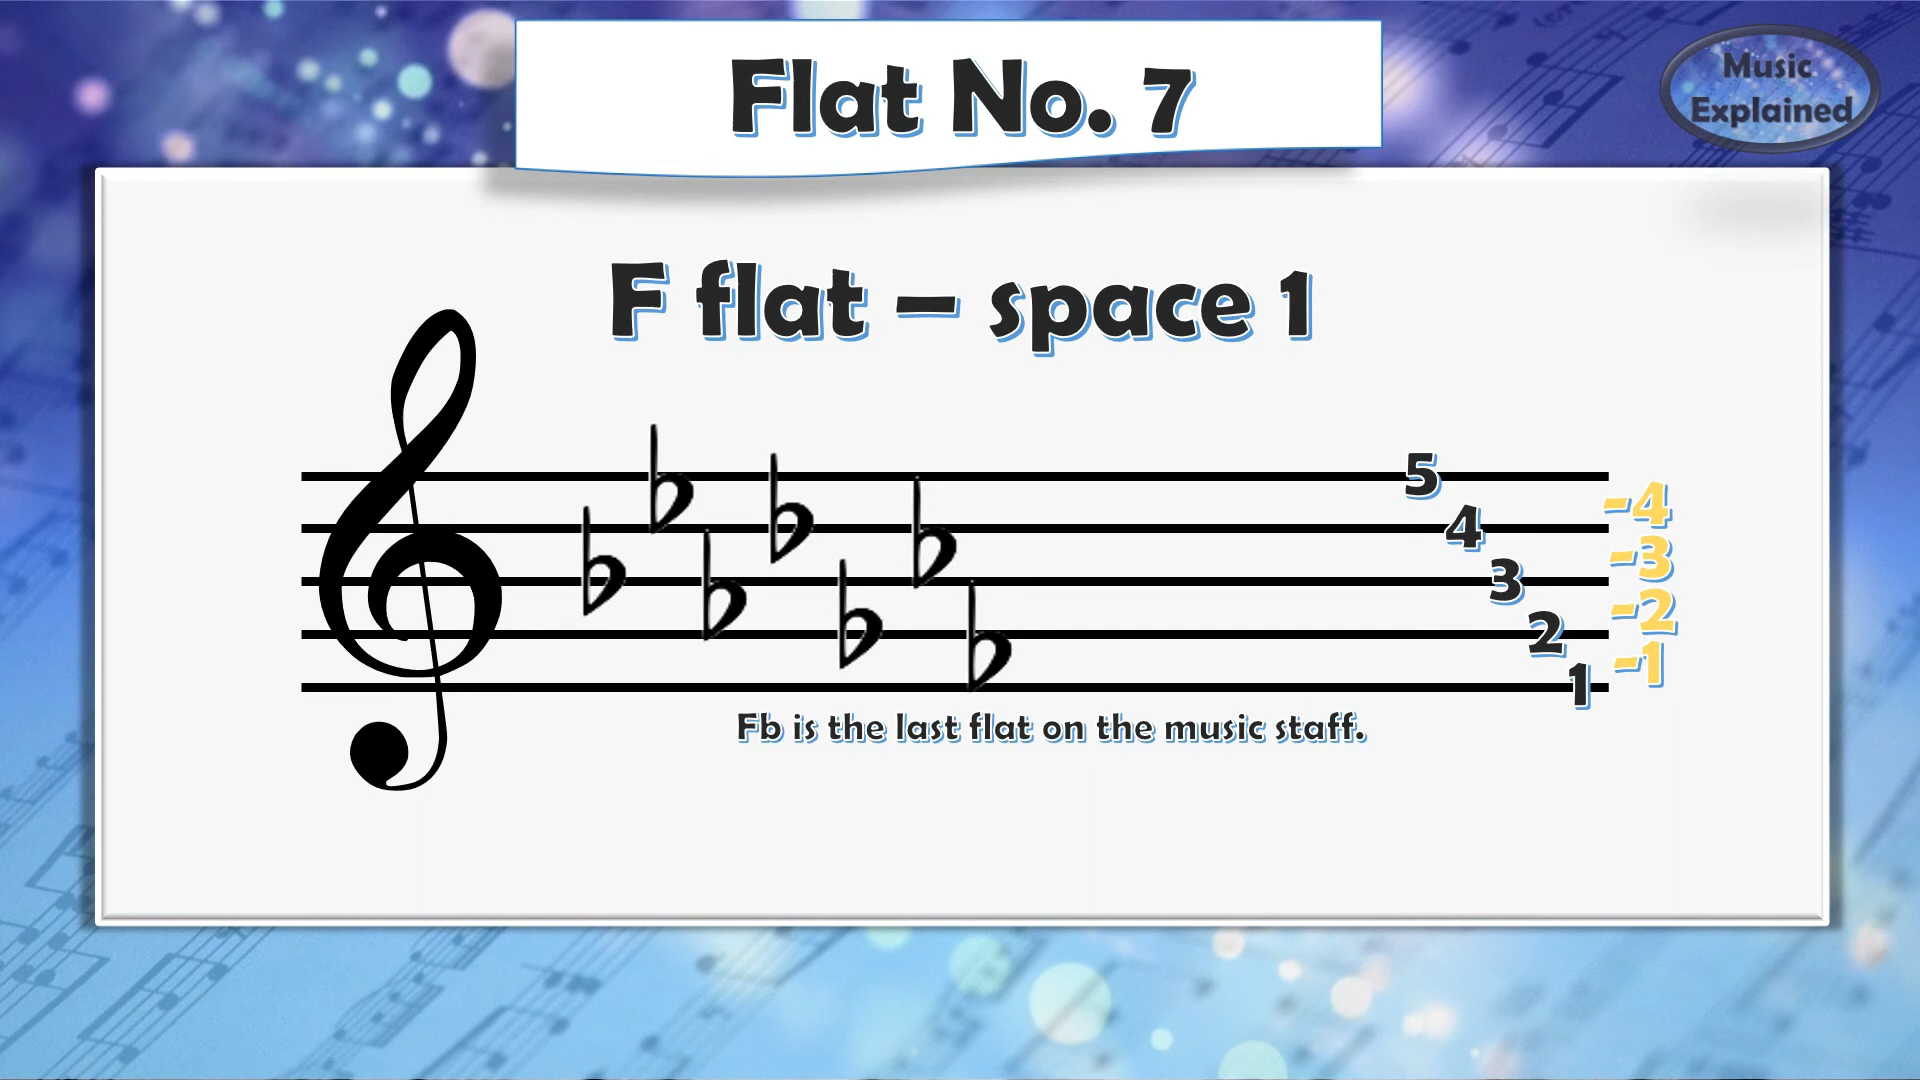 Flat No. 7
Music
Explained
F flat – space 1
5
4
3
2
1
-4
-3
-2
-1
Fb is the last flat on the music staff.